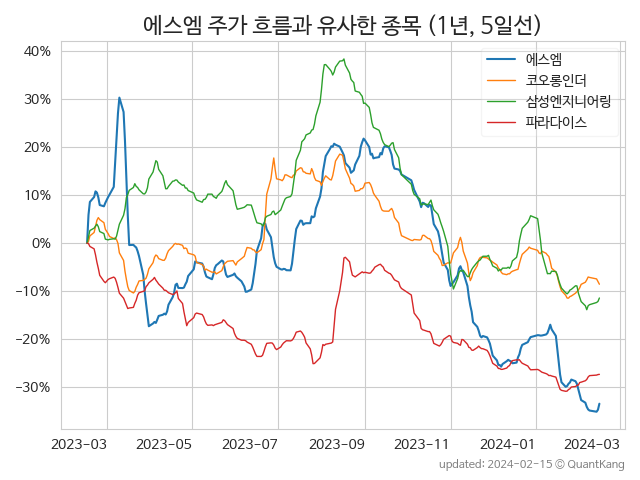 에스엠 주가 흐름과 유사한 종목 (1년, 5일선)
에스엠
코오롱인더
삼성엔지니어링
파라다이스
40%
30%
20%
10%
0%
−10%
−20%
−30%
2023-03 2023-05 2023-07 2023-09 2023-11 2024-01 2024-03
updated: 2024-02-15 © QuantKang